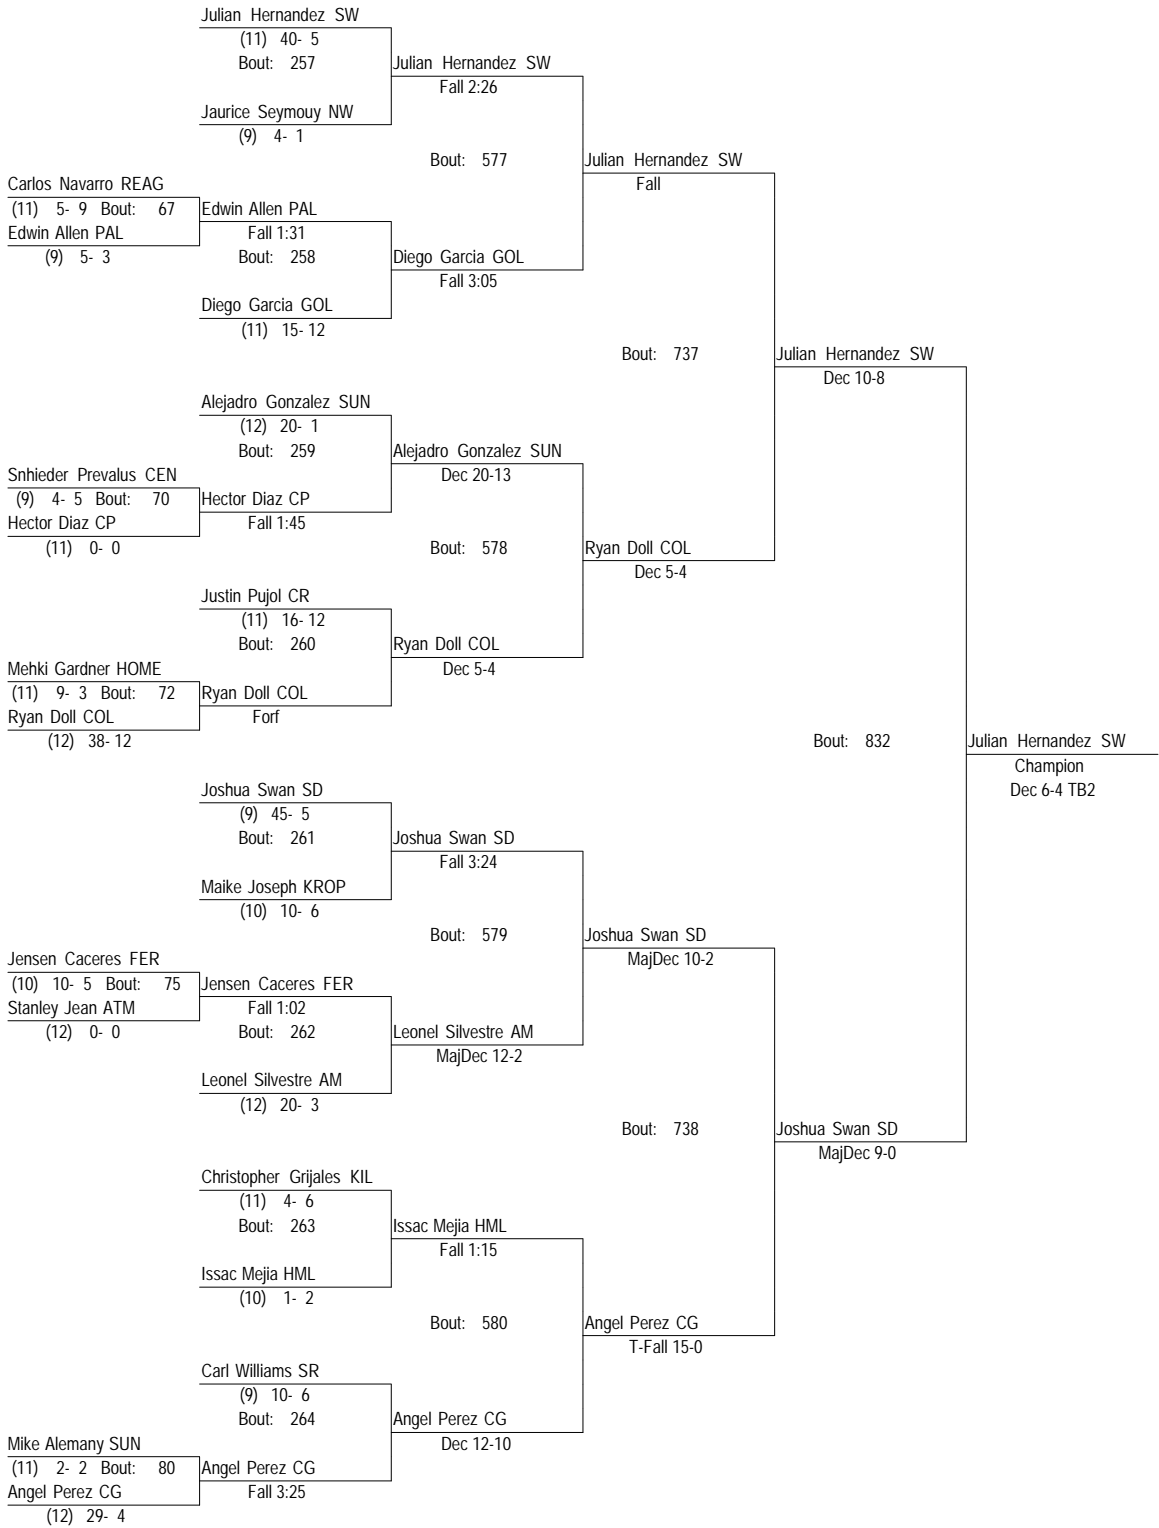 Julian Hernandez SW
(11) 40- 5
Bout: 257
Julian Hernandez SW
Fall 2:26
Jaurice Seymouy NW
(9) 4- 1
Bout: 577
Julian Hernandez SW
Fall
Carlos Navarro REAG
(11) 5- 9 Bout: 67
Edwin Allen PAL
Edwin Allen PAL
Fall 1:31
(9) 5- 3
Bout: 258
Diego Garcia GOL
Fall 3:05
Diego Garcia GOL
(11) 15- 12
Bout: 737
Julian Hernandez SW
Dec 10-8
Alejadro Gonzalez SUN
(12) 20- 1
Bout: 259
Alejadro Gonzalez SUN
Dec 20-13
Snhieder Prevalus CEN
(9) 4- 5 Bout: 70
Hector Diaz CP
Hector Diaz CP
Fall 1:45
(11) 0- 0
Bout: 578
Ryan Doll COL
Dec 5-4
Justin Pujol CR
(11) 16- 12
Bout: 260
Ryan Doll COL
Dec 5-4
Mehki Gardner HOME
(11) 9- 3 Bout: 72
Ryan Doll COL
Ryan Doll COL
Forf
(12) 38- 12
Bout: 832
Julian Hernandez SW
Champion
Dec 6-4 TB2
Joshua Swan SD
(9) 45- 5
Bout: 261
Joshua Swan SD
Fall 3:24
Maike Joseph KROP
(10) 10- 6
Bout: 579
Joshua Swan SD
MajDec 10-2
Jensen Caceres FER
(10) 10- 5 Bout: 75
Jensen Caceres FER
Stanley Jean ATM
Fall 1:02
(12) 0- 0
Bout: 262
Leonel Silvestre AM
MajDec 12-2
Leonel Silvestre AM
(12) 20- 3
Bout: 738
Joshua Swan SD
MajDec 9-0
Christopher Grijales KIL
(11) 4- 6
Bout: 263
Issac Mejia HML
Fall 1:15
Issac Mejia HML
(10) 1- 2
Bout: 580
Angel Perez CG
T-Fall 15-0
Carl Williams SR
(9) 10- 6
Bout: 264
Angel Perez CG
Dec 12-10
Mike Alemany SUN
(11) 2- 2 Bout: 80
Angel Perez CG
Angel Perez CG
Fall 3:25
(12) 29- 4